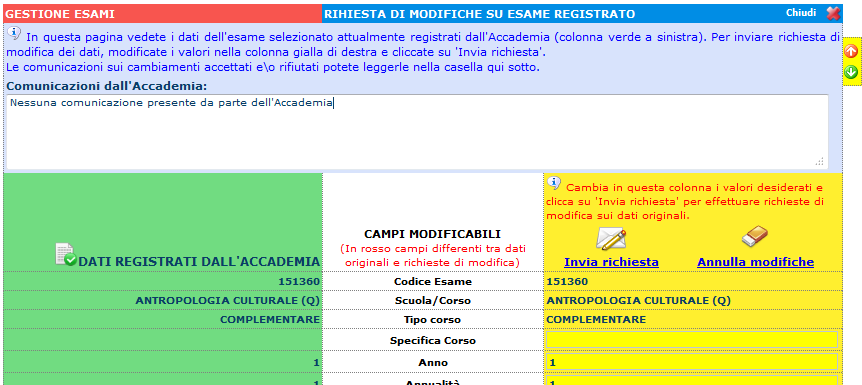 GESTIONE ESAMI RIHIESTA DI MODIFICHE SU ESAME REGISTRATO Chiudi
In questa pagina vedete i dati dell'esame selezionato attualmente registrati dall'Accademia (colonna verde a sinistra). Per inviare richiesta di
modifica dei dati, modificate i valori nella colonna gialla di destra e cliccate su 'Invia richiesta'.
Le comunicazioni sui cambiamenti accettati e\o rifiutati potete leggerle nella casella qui sotto.
Comunicazioni dall'Accademia:
Nessuna comunicazione presente da parte dell'Accademia
DATI REGISTRATI DALL'ACCADEMIA
CAMPI MODIFICABILI
(In rosso campi differenti tra dati
originali e richieste di modifica)
Cambia in questa colonna i valori desiderati e
clicca su 'Invia richiesta' per effettuare richieste di
modifica sui dati originali.
Invia richiesta Annulla modifiche
151360 Codice Esame 151360
ANTROPOLOGIA CULTURALE (Q) Scuola/Corso ANTROPOLOGIA CULTURALE (Q)
COMPLEMENTARE Tipo corso COMPLEMENTARE
Specifica Corso
1 Anno 1
1 Annualità 1